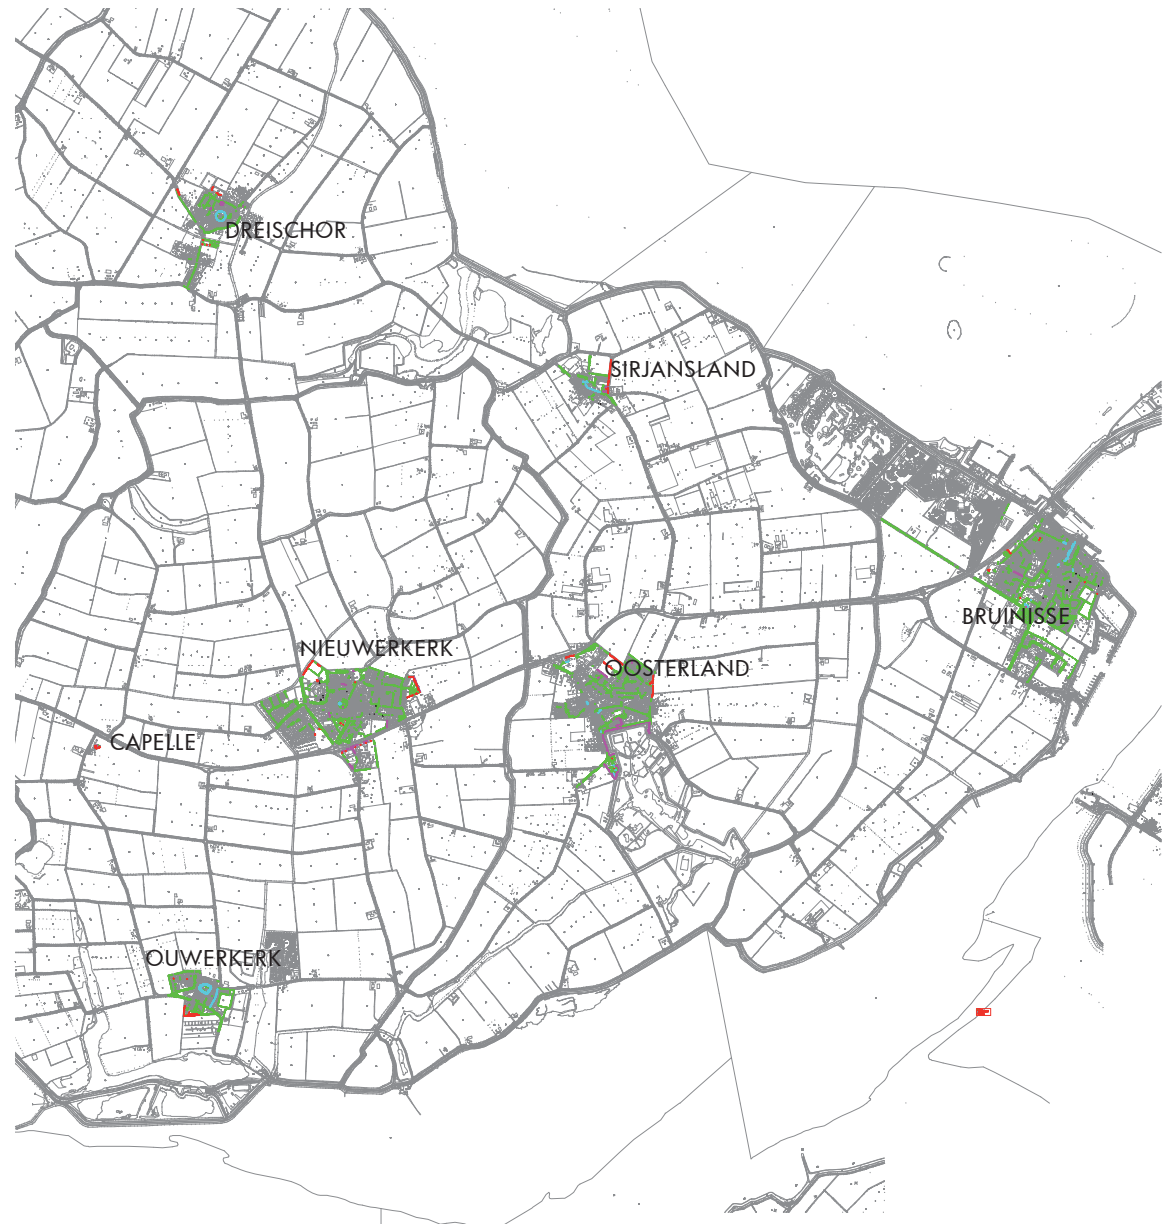 DREISCHOR
SIRJANSLAND
BRUINISSE
NIEUWERKERK
OOSTERLAND
CAPELLE
OUWERKERK